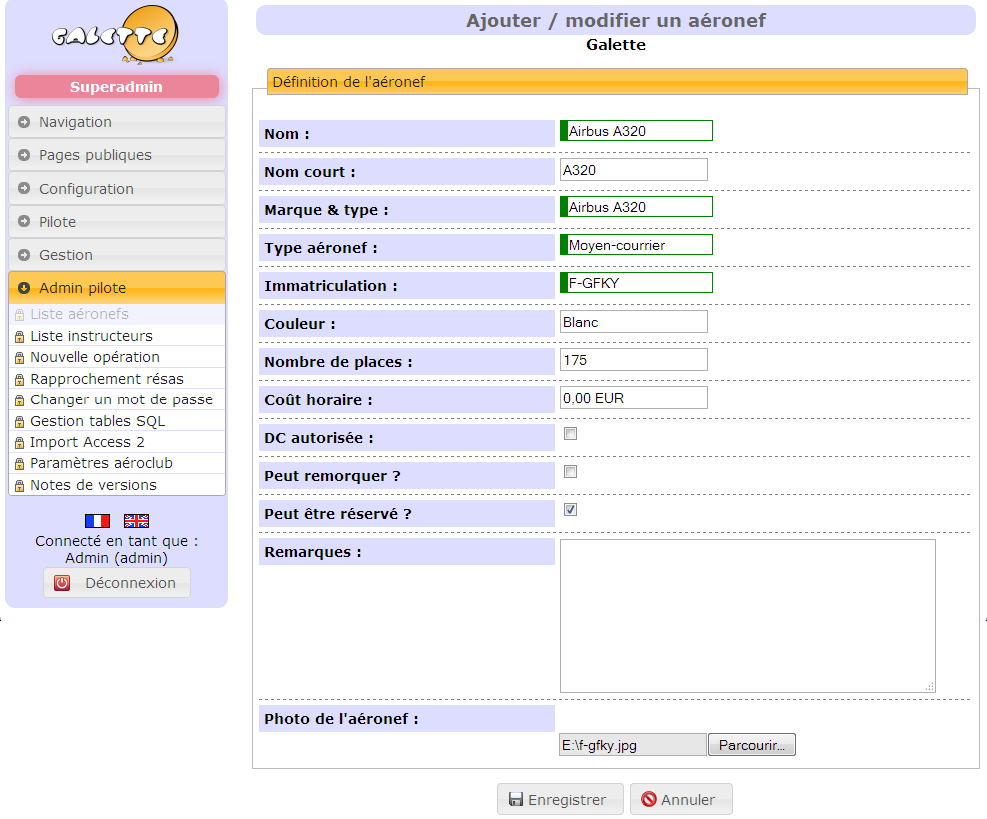 GALETTE
Superadmin
Navigation
Pages publiques
Configuration
Pilote
Gestion
Admin pilote
Liste aéronefs
Liste instructeurs
Nouvelle opération
Rapprochement résas
Changer un mot de passe
Gestion tables SQL
Import Access 2
Paramètres aéroclub
Notes de versions
Connecté en tant que :
Admin (admin)
Déconnexion
Ajouter / modifier un aéronef
Galette
Définition de l'aéronef
Nom : Airbus A320
Nom court : A320
Marque & type : Airbus A320
Type aéronef : Moyen-courrier
Immatriculation : F-GFKY
Couleur : Blanc
Nombre de places : 175
Coût horaire : 0,00 EUR
DC autorisée :
Peut remorquer ?
Peut être réservé ?
Remarques :
Photo de l'aéronef :
E:\f-gfky.jpg Parcourir...
Enregistrer Annuler